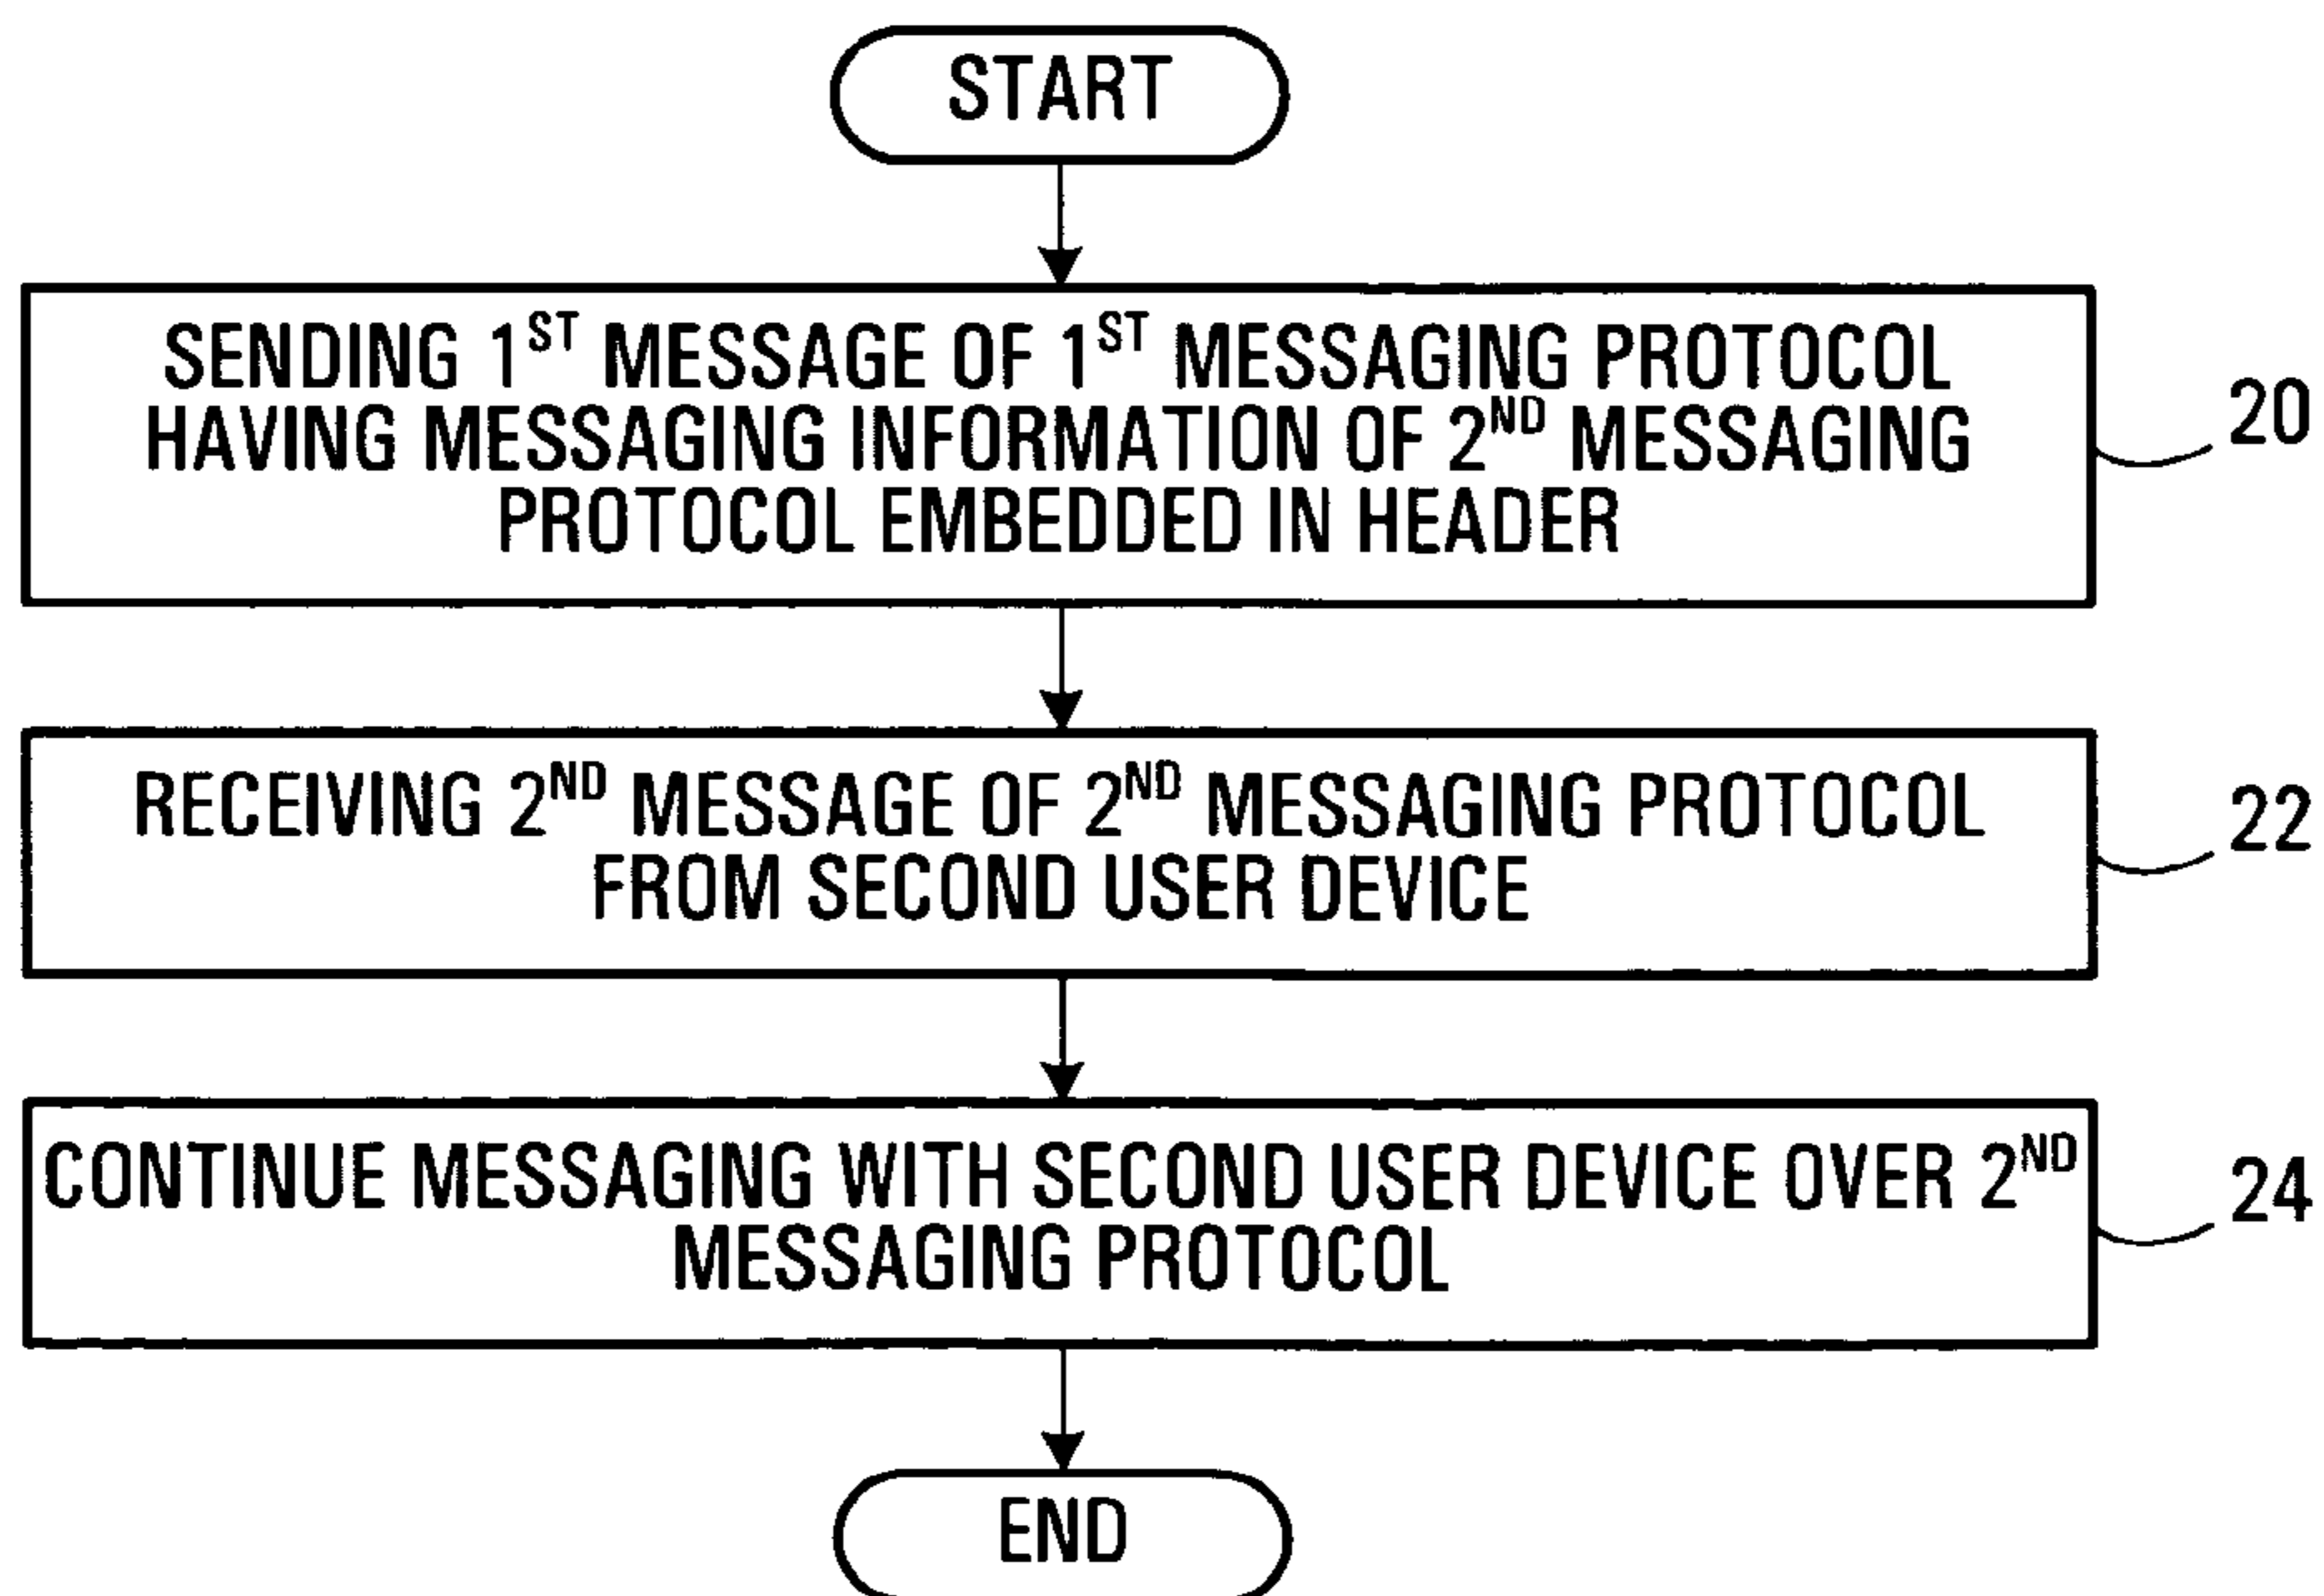 START
SENDING 1ST MESSAGE OF 1ST MESSAGING PROTOCOL
HAVING MESSAGING INFORMATION OF 2ND MESSAGING
PROTOCOL EMBEDDED IN HEADER
20
RECEIVING 2ND MESSAGE OF 2ND MESSAGING PROTOCOL
FROM SECOND USER DEVICE
22
CONTINUE MESSAGING WITH SECOND USER DEVICE OVER 2ND
MESSAGING PROTOCOL
24
END